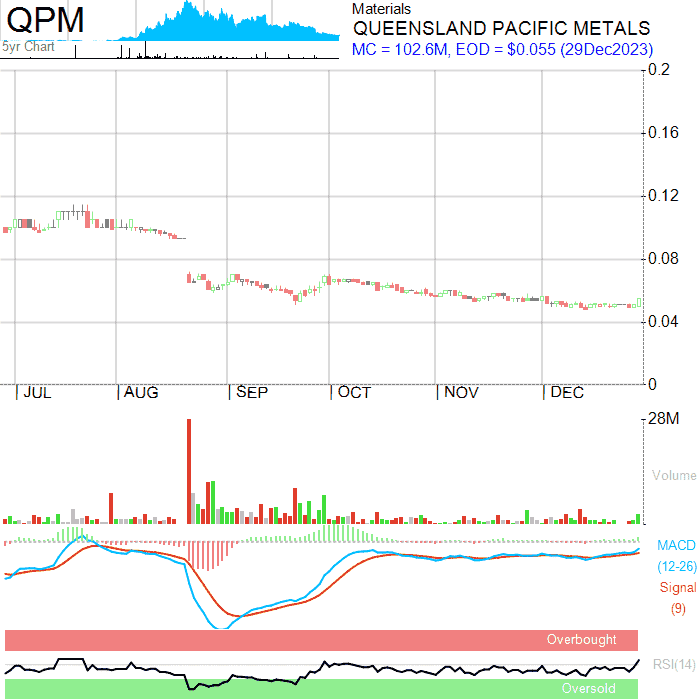 QPM
5yr Chart
Materials
QUEENSLAND PACIFIC METALS
MC = 102.6M, EOD = $0.055 (29Dec2023)
0.2
0.16
0.12
0.08
0.04
0
JUL AUG SEP OCT NOV DEC
28M
Volume
MACD
(12-26)
Signal
(9)
Overbought
RSI(14)
Oversold